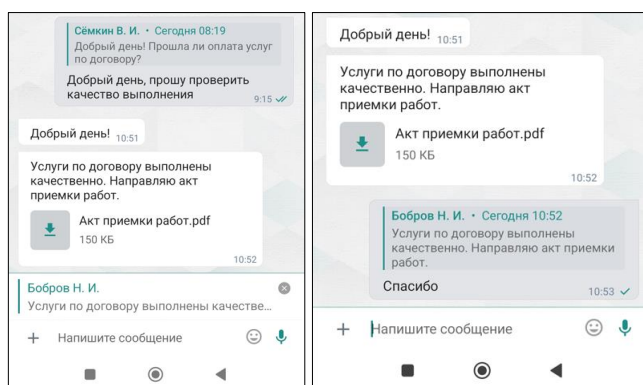 Сёмкин В. И. • Сегодня 08:19
Добрый день! Прошла ли оплата услуг
по договору?
Добрый день, прошу проверить
качество выполнения
9:15
Добрый день! 10:51
Услуги по договору выполнены
качественно. Направляю акт
приемки работ.
Акт приемки работ.pdf
150 КБ
10:52
Бобров Н. И.
Услуги по договору выполнены качестве...
Напишите сообщение
Добрый день! 10:51
Услуги по договору выполнены
качественно. Направляю акт
приемки работ.
Акт приемки работ.pdf
150 КБ
10:52
Бобров Н. И. • Сегодня 10:52
Услуги по договору выполнены
качественно. Направляю акт приемки
работ.
Спасибо
10:53
Напишите сообщение